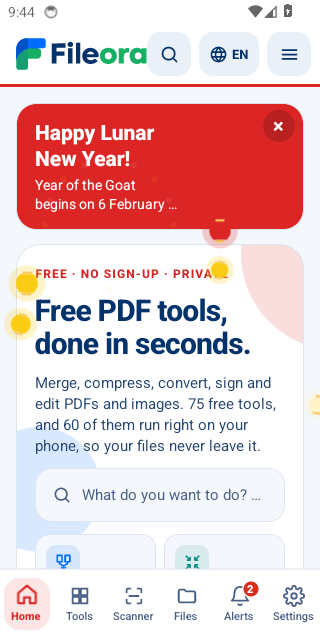 9:44
Fileora
EN
Happy Lunar
New Year!
Year of the Goat
begins on 6 February ...
FREE · NO SIGN-UP · PRIVATE
Free PDF tools,
done in seconds.
Merge, compress, convert, sign and
edit PDFs and images. 75 free tools,
and 60 of them run right on your
phone, so your files never leave it.
What do you want to do? ...
2
Home
Tools
Scanner
Files
Alerts
Settings